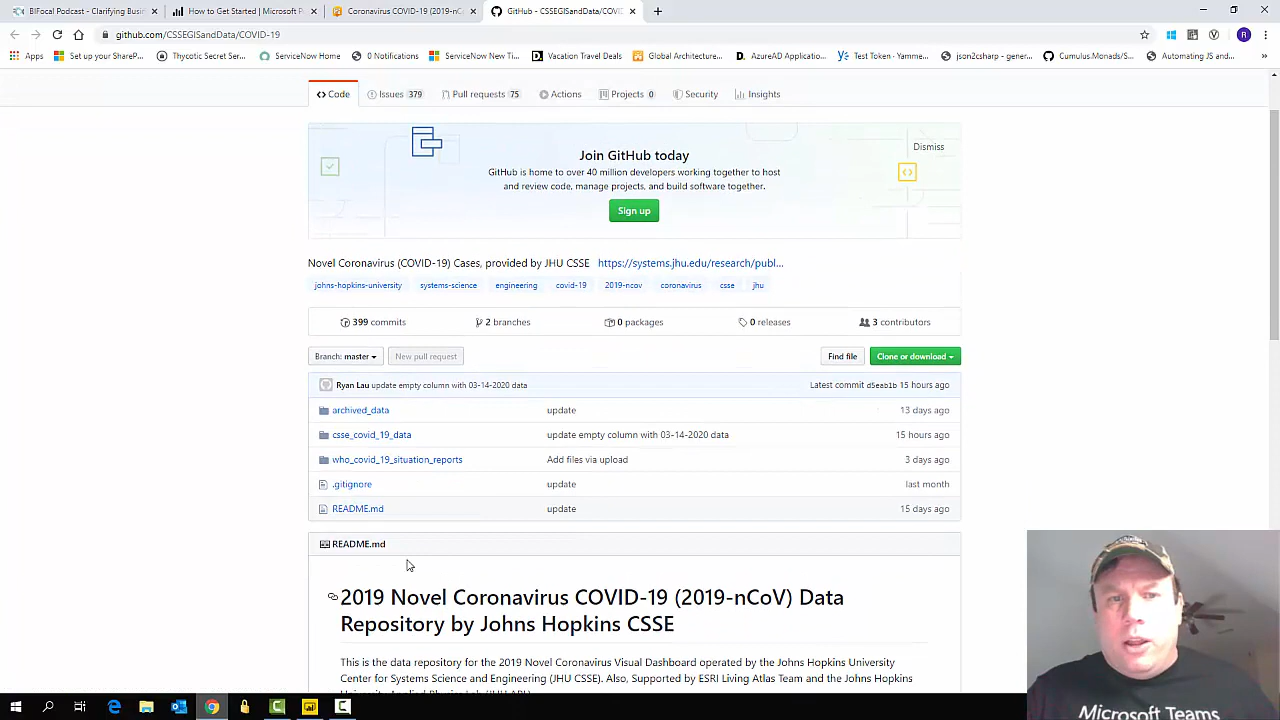 BIFocal Podcast - Clarifying Busi
How to Get Started | Microsoft P
Coronavirus COVID-19 (2019-nC
GitHub - CSSEGISandData/COVID
github.com/CSSEGISandData/COVID-19
Apps
Set up your ShareP...
Thycotic Secret Ser...
ServiceNow
0 Notifications
ServiceNow New Ti...
Vacation Travel Deals
Global Architecture...
AzureAD Applicatio...
Test Token - Yamme...
json2csharp - gener...
Cumulus.Monads/S...
Automating JS and...
Code
Issues 379
Pull requests 75
Actions
Projects 0
Security
Insights
Dismiss
Join GitHub today
GitHub is home to over 40 million developers working together to host
and review code, manage projects, and build software together.
Sign up
Novel Coronavirus (COVID-19) Cases, provided by JHU CSSE https://systems.jhu.edu/research/publ...
johns-hopkins-university systems-science engineering covid-19 2019-ncov coronavirus csse jhu
399 commits 2 branches 0 packages 0 releases 3 contributors
Branch: master New pull request Find file Clone or download
Ryan Lau update empty column with 03-14-2020 data Latest commit d5eab1b 15 hours ago
archived_data update 13 days ago
csse_covid_19_data update empty column with 03-14-2020 data 15 hours ago
who_covid_19_situation_reports Add files via upload 3 days ago
.gitignore update last month
README.md update 15 days ago
README.md
2019 Novel Coronavirus COVID-19 (2019-nCoV) Data
Repository by Johns Hopkins CSSE
This is the data repository for the 2019 Novel Coronavirus Visual Dashboard operated by the Johns Hopkins University
Center for Systems Science and Engineering (JHU CSSE). Also, Supported by ESRI Living Atlas Team and the Johns Hopkins
Microsoft Teams